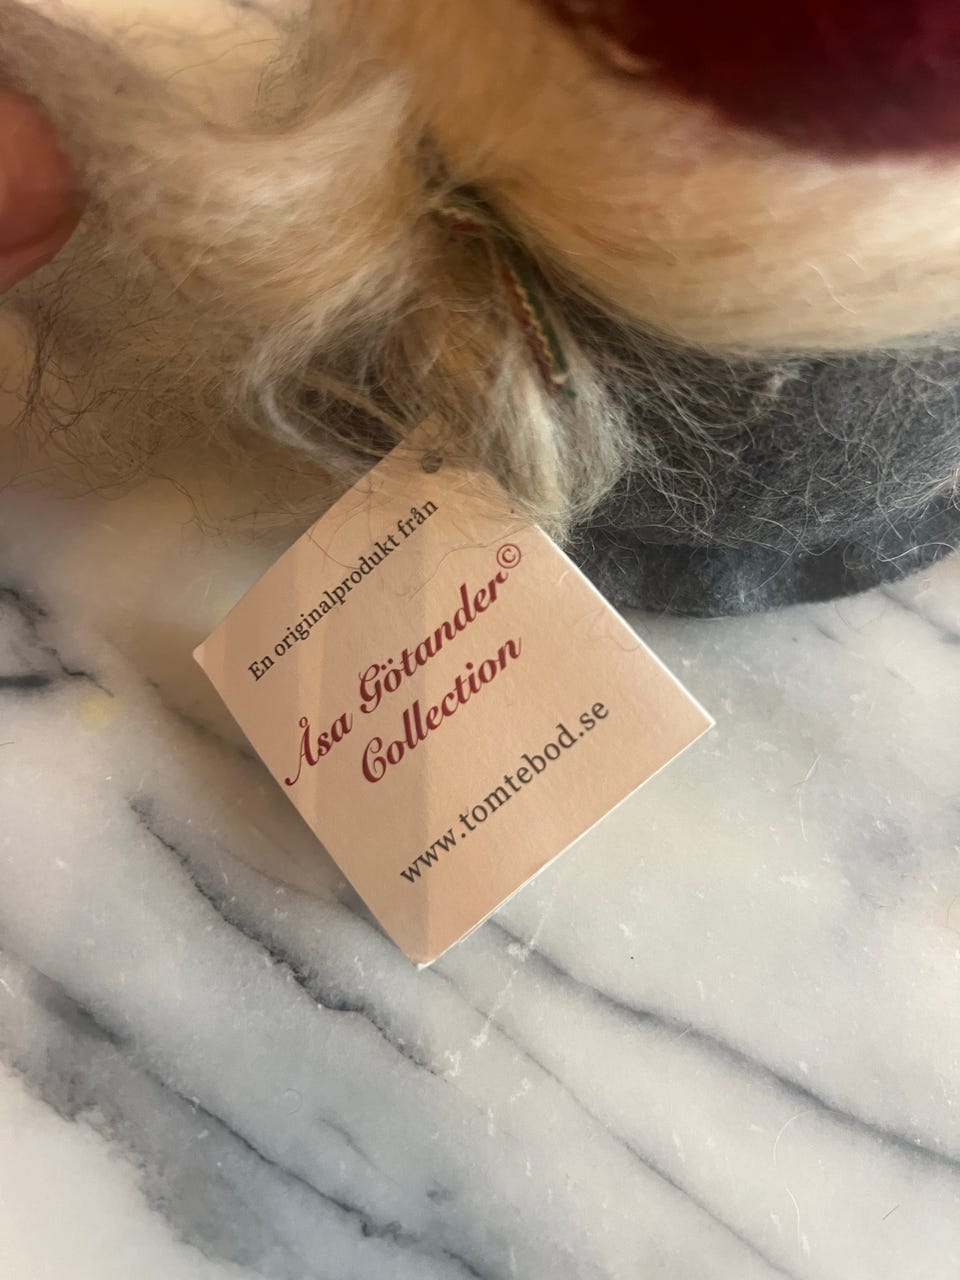 En originalprodukt från
Åsa Götander©
Collection
www.tomtebod.se